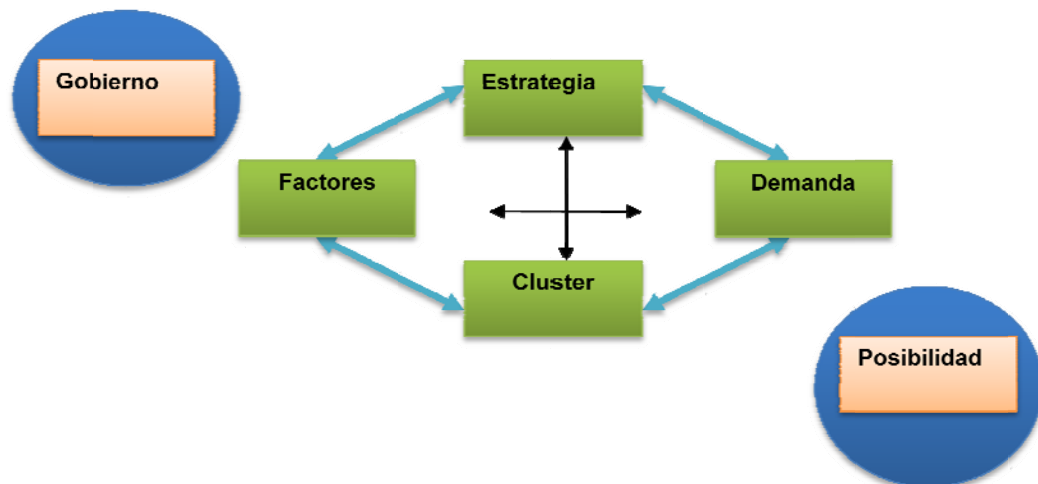 Gobierno
Estrategia
Factores
Demanda
Cluster
Posibilidad